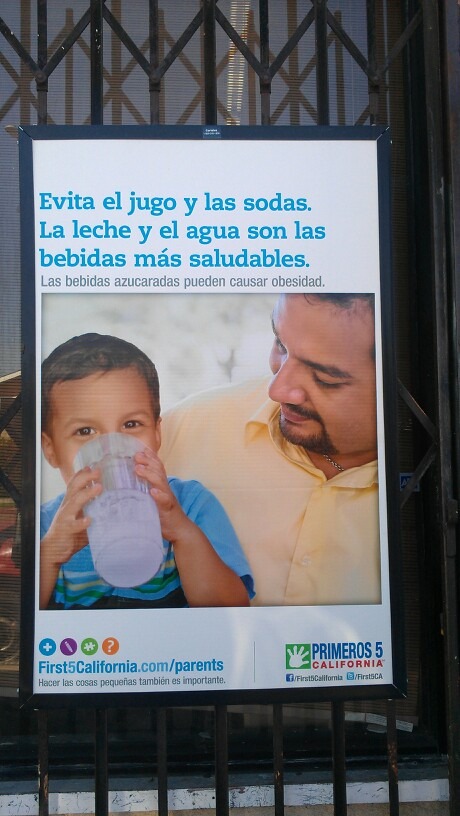 Evita el jugo y las sodas.
La leche y el agua son las
bebidas más saludables.
Las bebidas azucaradas pueden causar obesidad.
First5California.com/parents
Hacer las cosas pequeñas también es importante.
PRIMEROS 5
CALIFORNIA
/First5California /First5CA